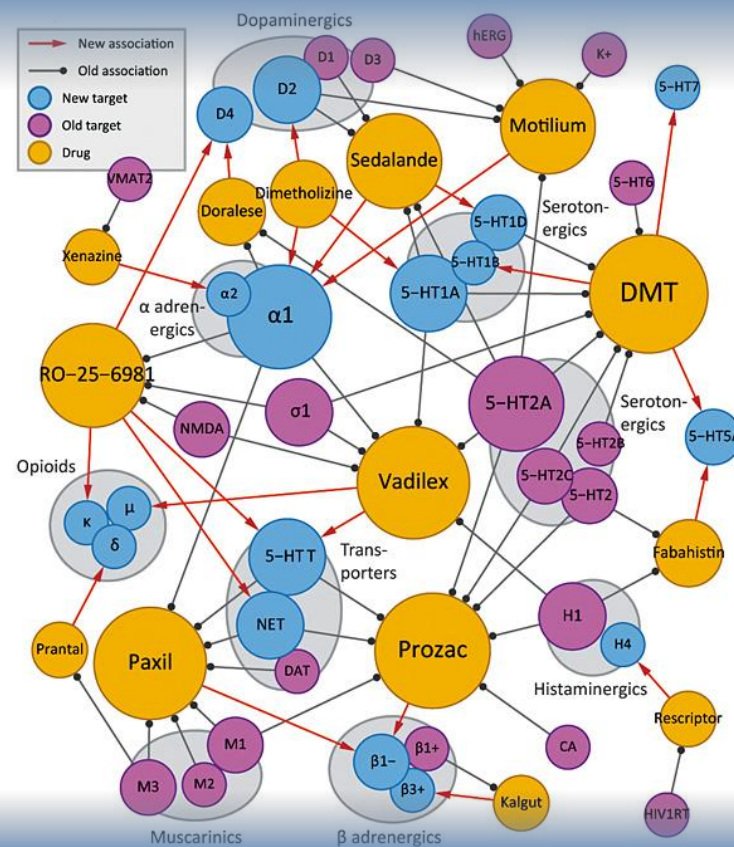 Dopaminergics
New association
Old association
New target
Old target
Drug
hERG
K+
D1
D3
D2
D4
5-HT7
Motilium
Sedalande
VMAT2
5-HT6
Dimetholizine
Doralese
Seroton-
ergics
5-HT1D
Xenazine
5-HT1B
α2
5-HT1A
DMT
α adren-
ergics
α1
RO-25-6981
5-HT2A
Seroton-
ergics
σ1
NMDA
5-HT2B
5-HT5A
Opioids
5-HT2C
Vadilex
5-HT2
μ
κ
δ
5-HTT
Trans-
porters
Fabahistin
H1
NET
H4
Prantal
Paxil
DAT
Prozac
Histaminergics
Rescriptor
M1
β1+
CA
β1-
M3
M2
β3+
Kalgut
HIV1RT
Muscarinics
β adrenergics